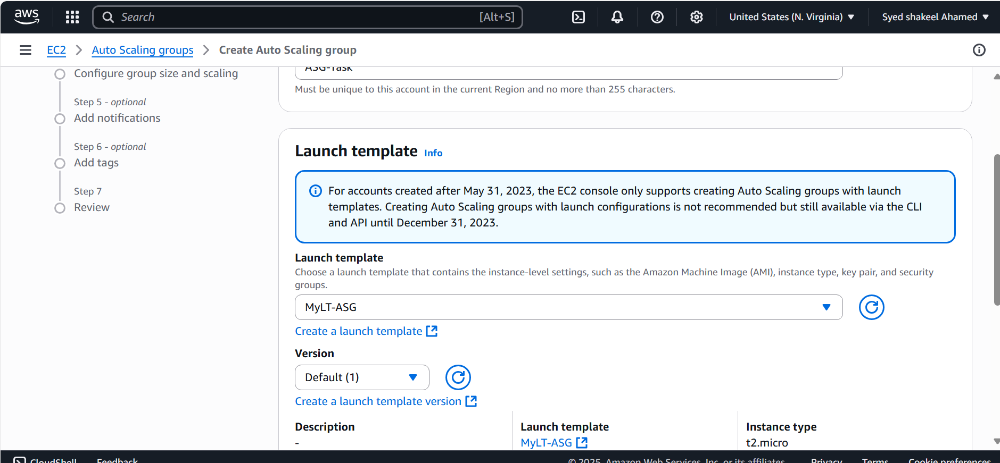 aws
Search
[Alt+S]
United States (N. Virginia)
Syed shakeel Ahamed
EC2
Auto Scaling groups
Create Auto Scaling group
Configure group size and scaling
Step 5 - optional
Add notifications
Step 6 - optional
Add tags
Step 7
Review
ASG-Task
Must be unique to this account in the current Region and no more than 255 characters.
Launch template Info
For accounts created after May 31, 2023, the EC2 console only supports creating Auto Scaling groups with launch
templates. Creating Auto Scaling groups with launch configurations is not recommended but still available via the CLI
and API until December 31, 2023.
Launch template
Choose a launch template that contains the instance-level settings, such as the Amazon Machine Image (AMI), instance type, key pair, and security
groups.
MyLT-ASG
Create a launch template
Version
Default (1)
Create a launch template version
Description
-
Launch template
MyLT-ASG
Instance type
t2.micro
CloudShell
Feedback
© 2025, Amazon Web Services, Inc. or its affiliates.
Privacy
Terms
Cookie preferences